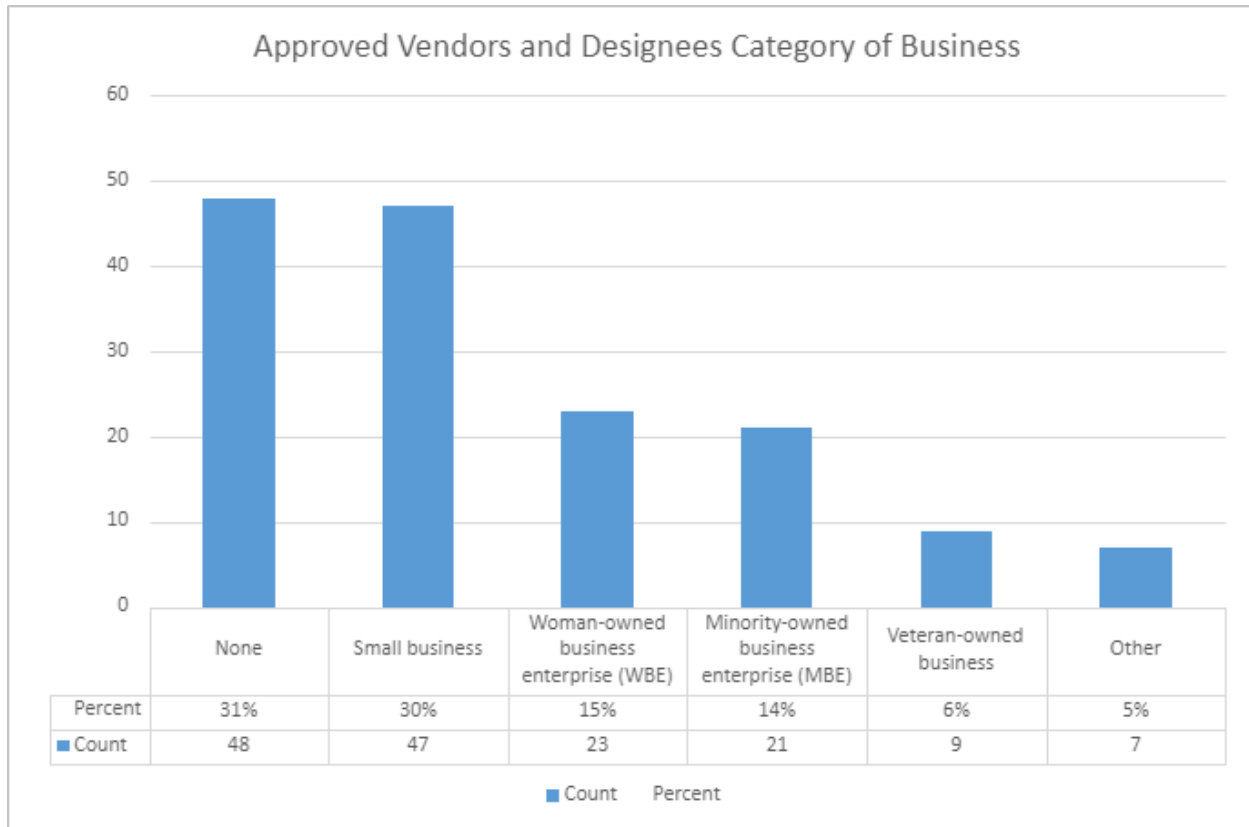 Approved Vendors and Designees Category of Business
60
50
40
30
20
10
0
None
Small business
Woman-owned
business
enterprise (WBE)
Minority-owned
business
enterprise (MBE)
Veteran-owned
business
Other
Percent 31% 30% 15% 14% 6% 5%
Count 48 47 23 21 9 7
Count Percent